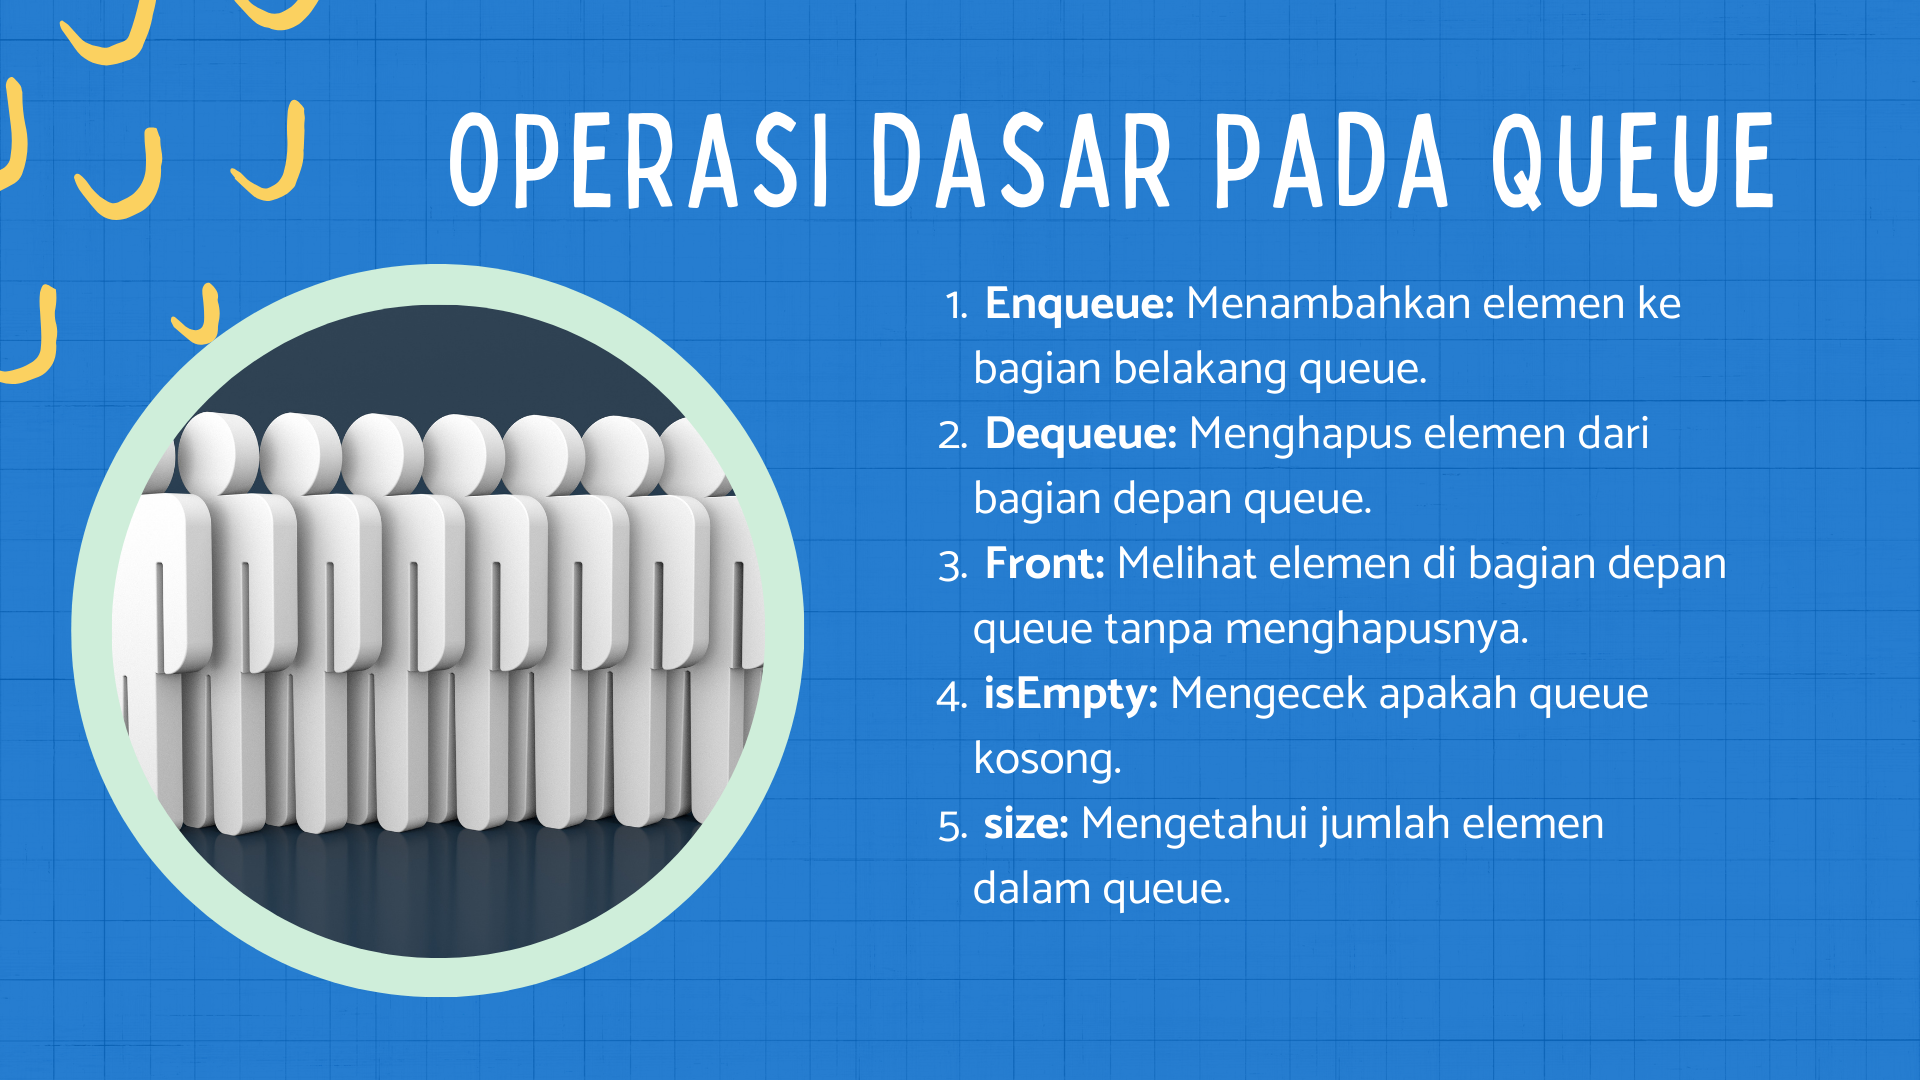 OPERASI DASAR PADA QUEUE
1. Enqueue: Menambahkan elemen ke
bagian belakang queue.
2. Dequeue: Menghapus elemen dari
bagian depan queue.
3. Front: Melihat elemen di bagian depan
queue tanpa menghapusnya.
4. isEmpty: Mengecek apakah queue
kosong.
5. size: Mengetahui jumlah elemen
dalam queue.